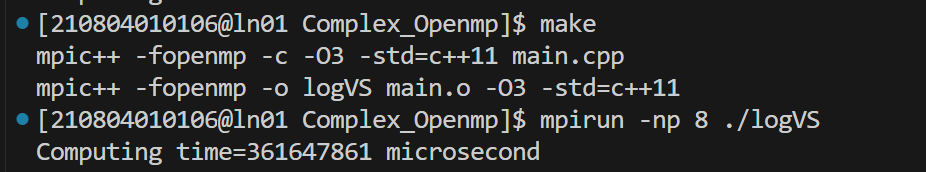 [210804010106@ln01 Complex_Openmp]$ make
mpic++ -fopenmp -c -O3 -std=c++11 main.cpp
mpic++ -fopenmp -o logVS main.o -O3 -std=c++11
[210804010106@ln01 Complex_Openmp]$ mpirun -np 8 ./logVS
Computing time=361647861 microsecond